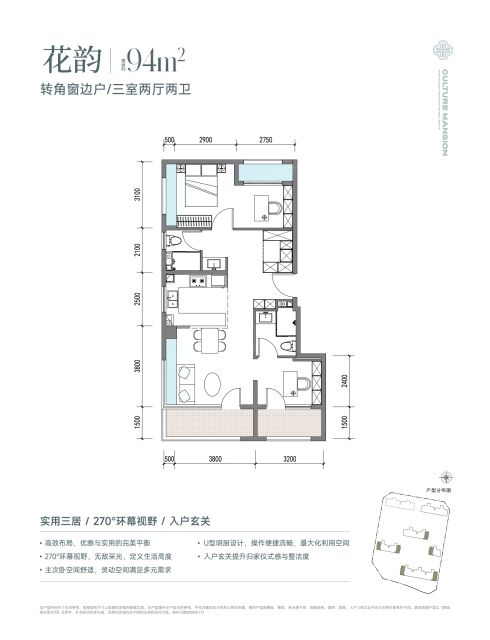 花韵 建面约 94m²
转角窗边户/三室两厅两卫
CULTURE MANSION
500 2900 2750
3100
2100
2500
3800
1500
2400
1500
500 3800 3200
户型分布图
实用三居 / 270°环幕视野 / 入户玄关
· 高效布局，优雅与实用的完美平衡
· 270°环幕视野，无敌采光，定义生活高度
· 主次卧空间舒适，灵动空间满足多元需求
· U型明厨设计，操作便捷流畅，最大化利用空间
· 入户玄关提升归家仪式感与整洁度